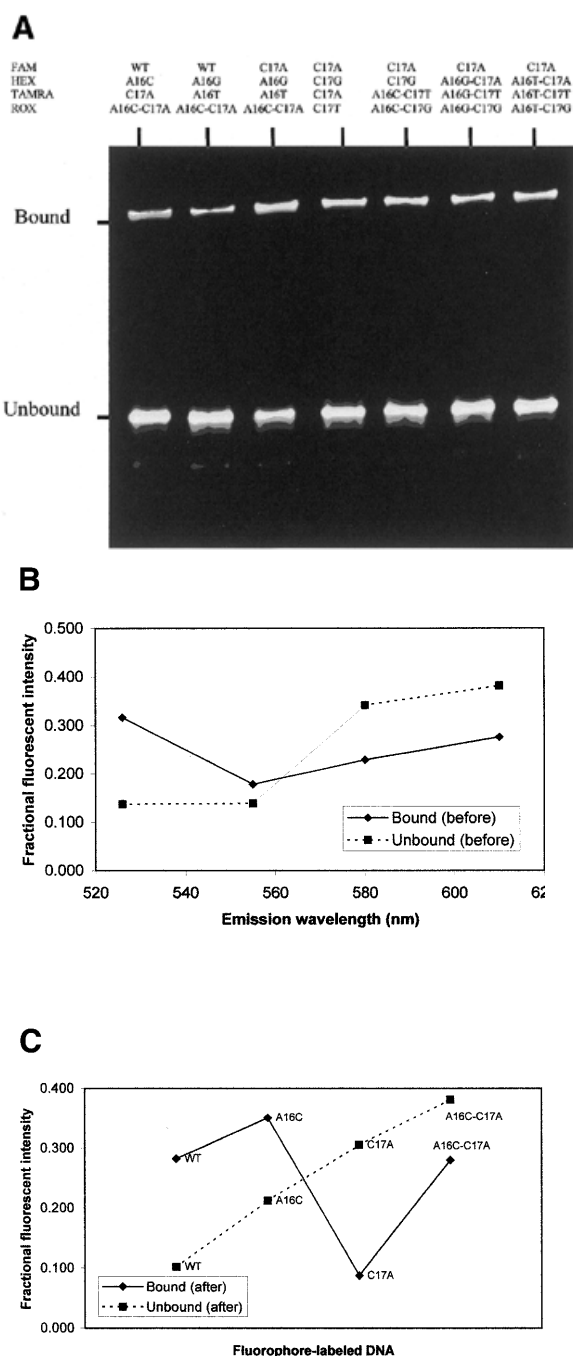 A
FAM WT WT C17A C17A C17A C17A C17A
HEX A16C A16G A16G C17G C17G A16G-C17A A16T-C17A
TAMRA C17A A16T A16T C17A A16C-C17T A16G-C17T A16T-C17T
ROX A16C-C17A A16C-C17A A16C-C17A C17T A16C-C17G A16G-C17G A16T-C17G
Bound
Unbound
B
Fractional fluorescent intensity
0.500
0.400
0.300
0.200
0.100
0.000
Bound (before)
Unbound (before)
520 540 560 580 600 62
Emission wavelength (nm)
C
Fractional fluorescent intensity
0.400
0.300
0.200
0.100
0.000
A16C
A16C-C17A
A16C-C17A
C17A
WT
A16C
WT
C17A
Bound (after)
Unbound (after)
Fluorophore-labeled DNA